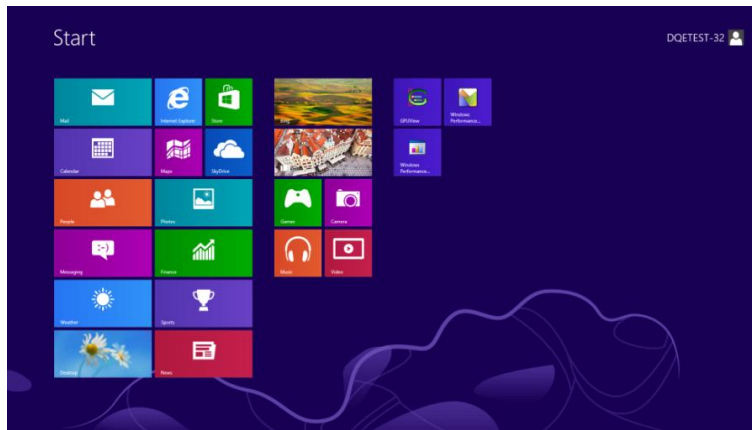 Start
DQETEST-32
Mail
Internet Explorer
Store
Calendar
Maps
SkyDrive
People
Photos
Messaging
:-)
Finance
Weather
Sports
Desktop
News
Games
Camera
Music
Video
GPUView
Windows
Performance...
Windows
Performance...